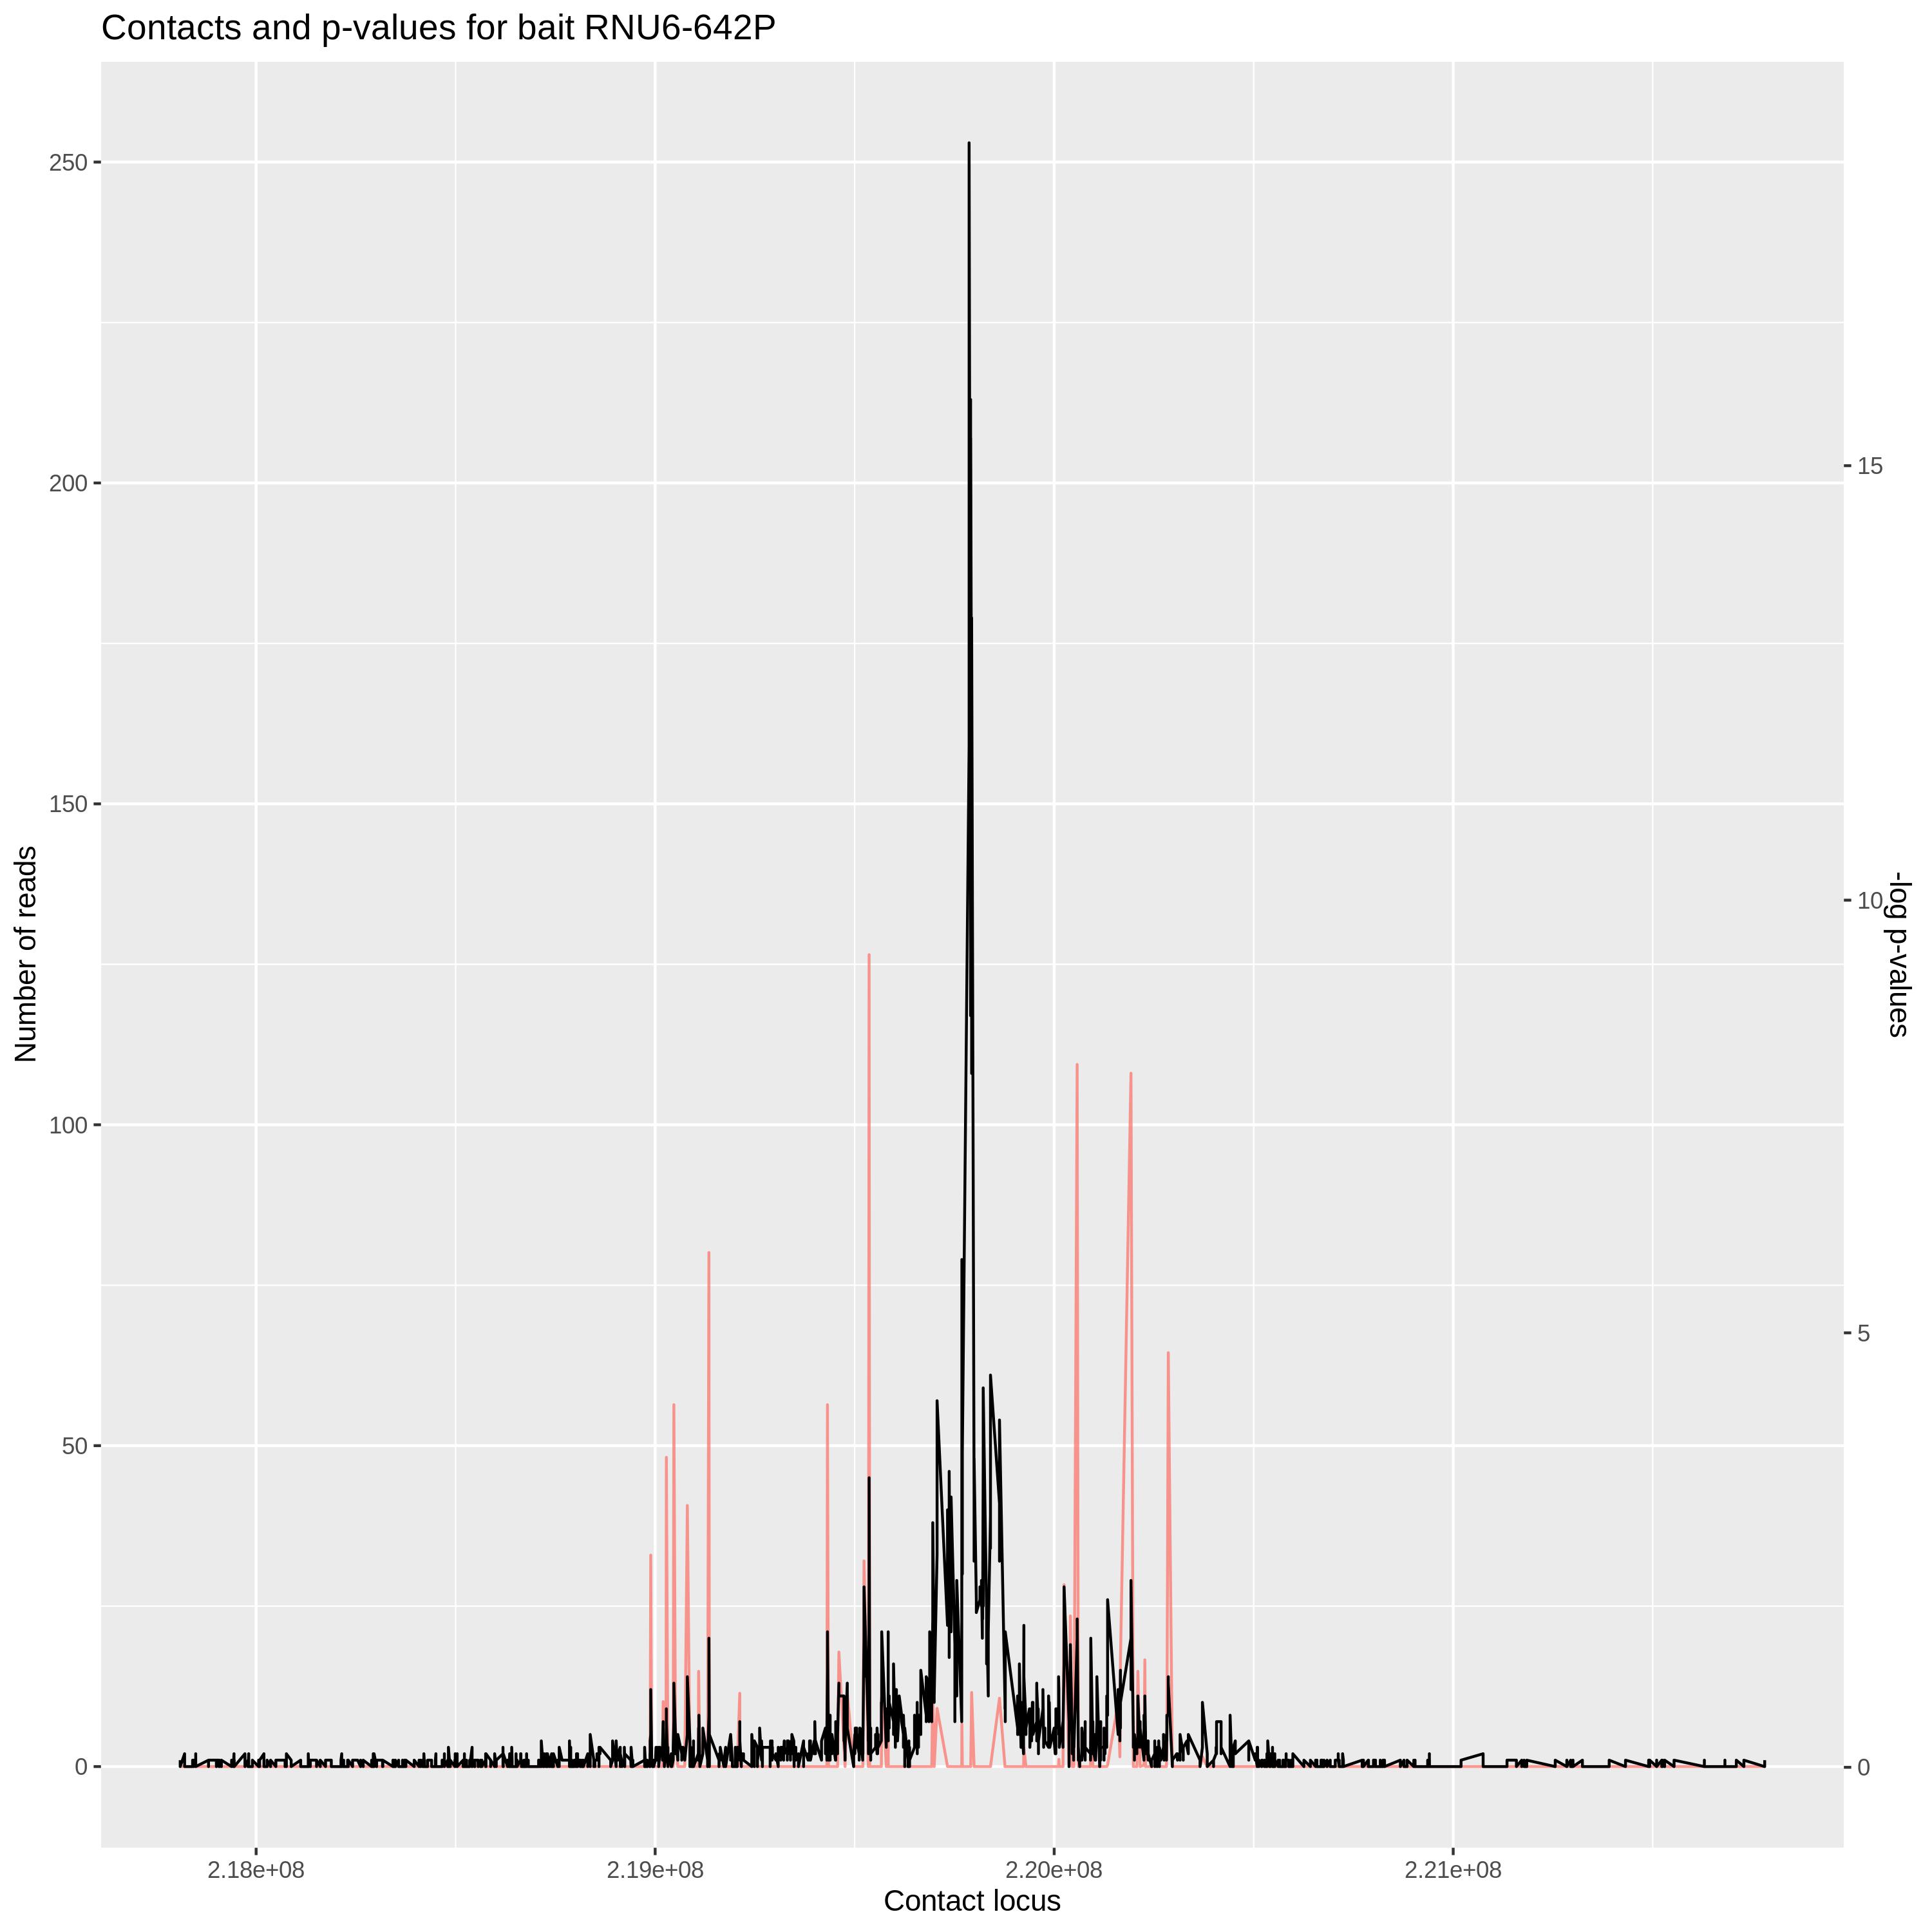 Contacts and p-values for bait RNU6-642P
250
200
150
100
50
0
Number of reads
15
10
5
0
-log p-values
2.18e+08
2.19e+08
2.20e+08
2.21e+08
Contact locus